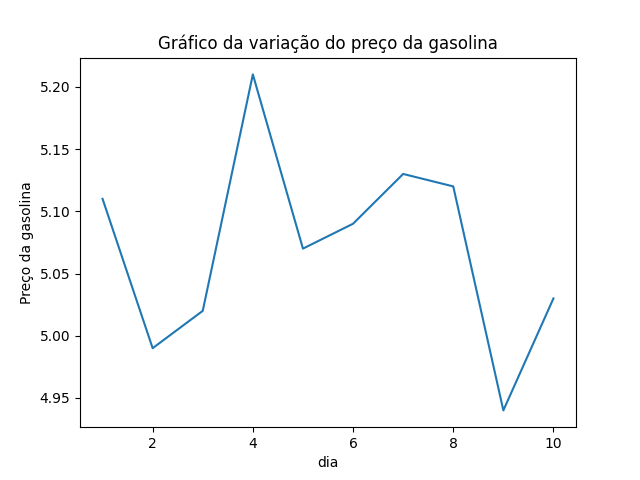 Gráfico da variação do preço da gasolina
Preço da gasolina
5.20
5.15
5.10
5.05
5.00
4.95
2 4 6 8 10
dia